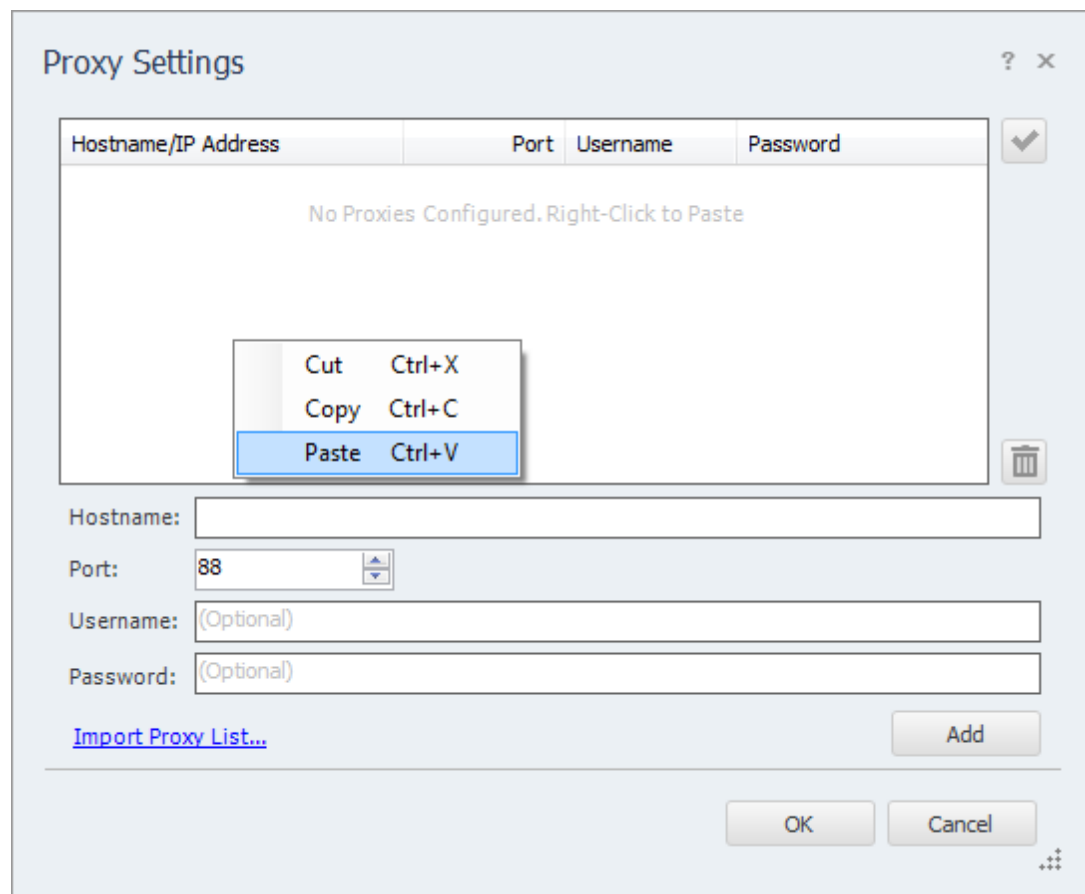 Proxy Settings ? ×
Hostname/IP Address Port Username Password
No Proxies Configured. Right-Click to Paste
Cut Ctrl+X
Copy Ctrl+C
Paste Ctrl+V
Hostname:
Port: 88
Username: (Optional)
Password: (Optional)
Import Proxy List... Add
OK Cancel